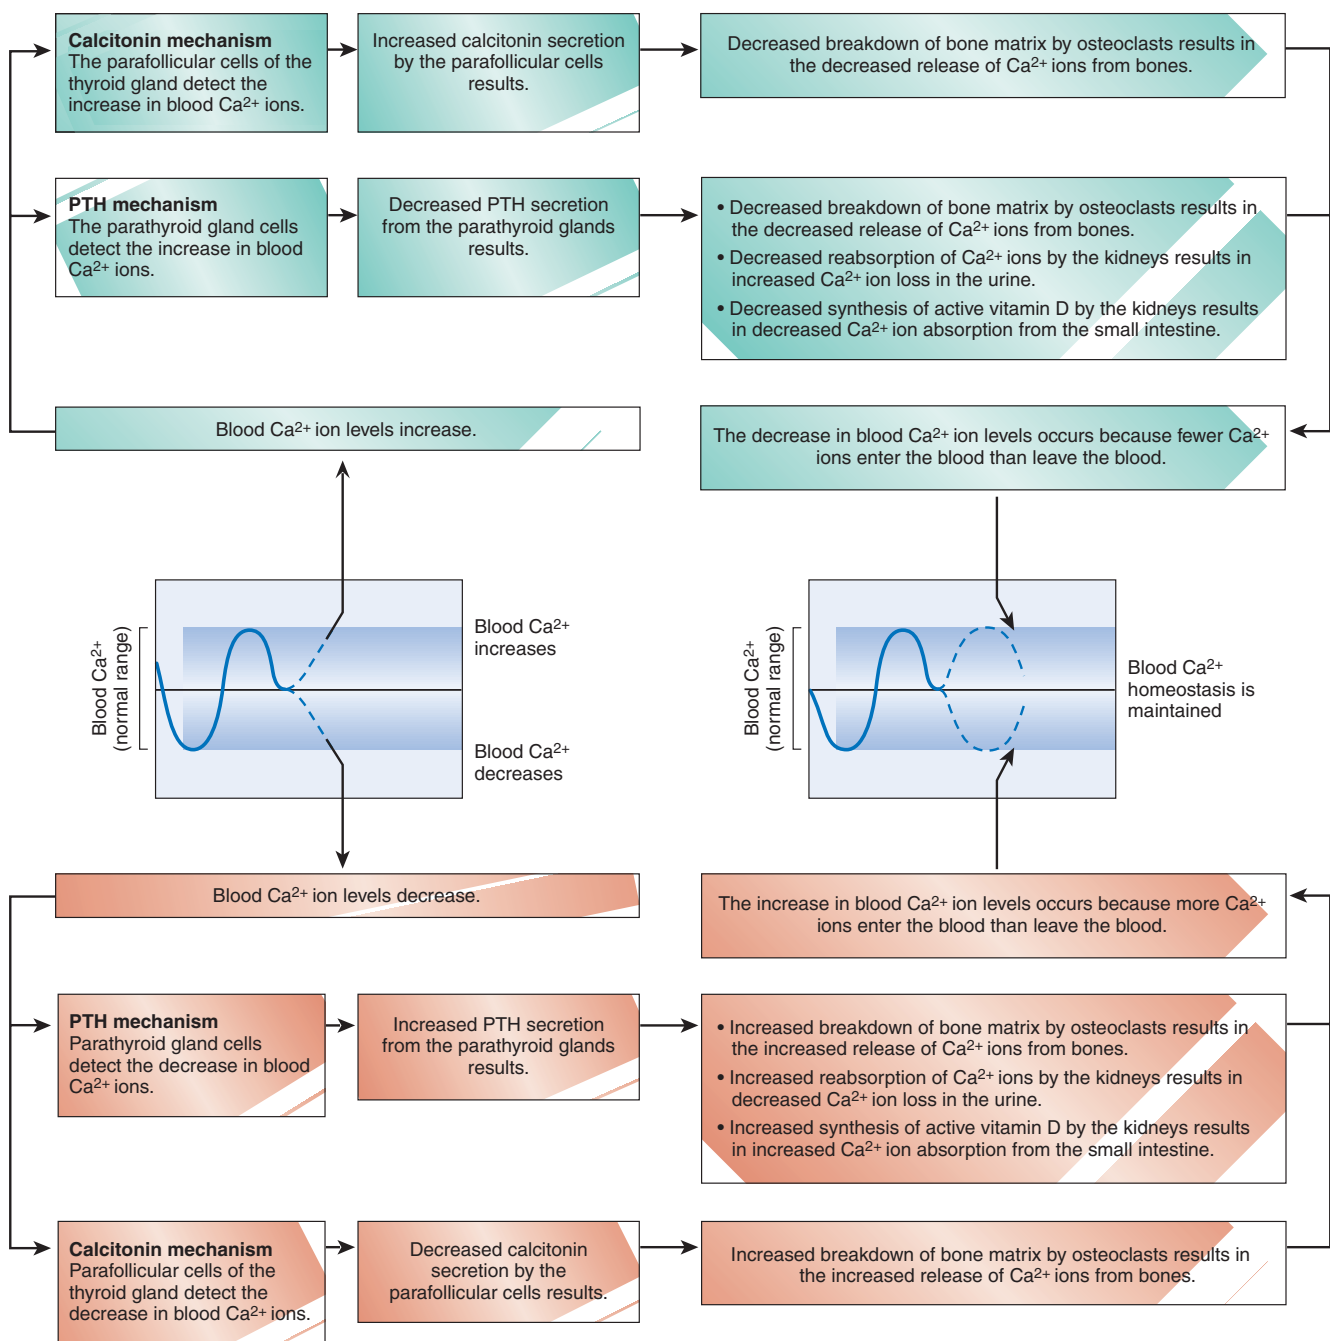 Calcitonin mechanism
The parafollicular cells of the
thyroid gland detect the
increase in blood Ca²⁺ ions.
Increased calcitonin secretion
by the parafollicular cells
results.
Decreased breakdown of bone matrix by osteoclasts results in
the decreased release of Ca²⁺ ions from bones.
PTH mechanism
The parathyroid gland cells
detect the increase in blood
Ca²⁺ ions.
Decreased PTH secretion
from the parathyroid glands
results.
• Decreased breakdown of bone matrix by osteoclasts results in
the decreased release of Ca²⁺ ions from bones.
• Decreased reabsorption of Ca²⁺ ions by the kidneys results in
increased Ca²⁺ ion loss in the urine.
• Decreased synthesis of active vitamin D by the kidneys results
in decreased Ca²⁺ ion absorption from the small intestine.
Blood Ca²⁺ ion levels increase.
The decrease in blood Ca²⁺ ion levels occurs because fewer Ca²⁺
ions enter the blood than leave the blood.
Blood Ca²⁺
(normal range)
Blood Ca²⁺
increases
Blood Ca²⁺
decreases
Blood Ca²⁺
(normal range)
Blood Ca²⁺
homeostasis is
maintained
Blood Ca²⁺ ion levels decrease.
The increase in blood Ca²⁺ ion levels occurs because more Ca²⁺
ions enter the blood than leave the blood.
PTH mechanism
Parathyroid gland cells
detect the decrease in blood
Ca²⁺ ions.
Increased PTH secretion
from the parathyroid glands
results.
• Increased breakdown of bone matrix by osteoclasts results in
the increased release of Ca²⁺ ions from bones.
• Increased reabsorption of Ca²⁺ ions by the kidneys results in
decreased Ca²⁺ ion loss in the urine.
• Increased synthesis of active vitamin D by the kidneys results
in increased Ca²⁺ ion absorption from the small intestine.
Calcitonin mechanism
Parafollicular cells of the
thyroid gland detect the
decrease in blood Ca²⁺ ions.
Decreased calcitonin
secretion by the
parafollicular cells results.
Increased breakdown of bone matrix by osteoclasts results in
the increased release of Ca²⁺ ions from bones.